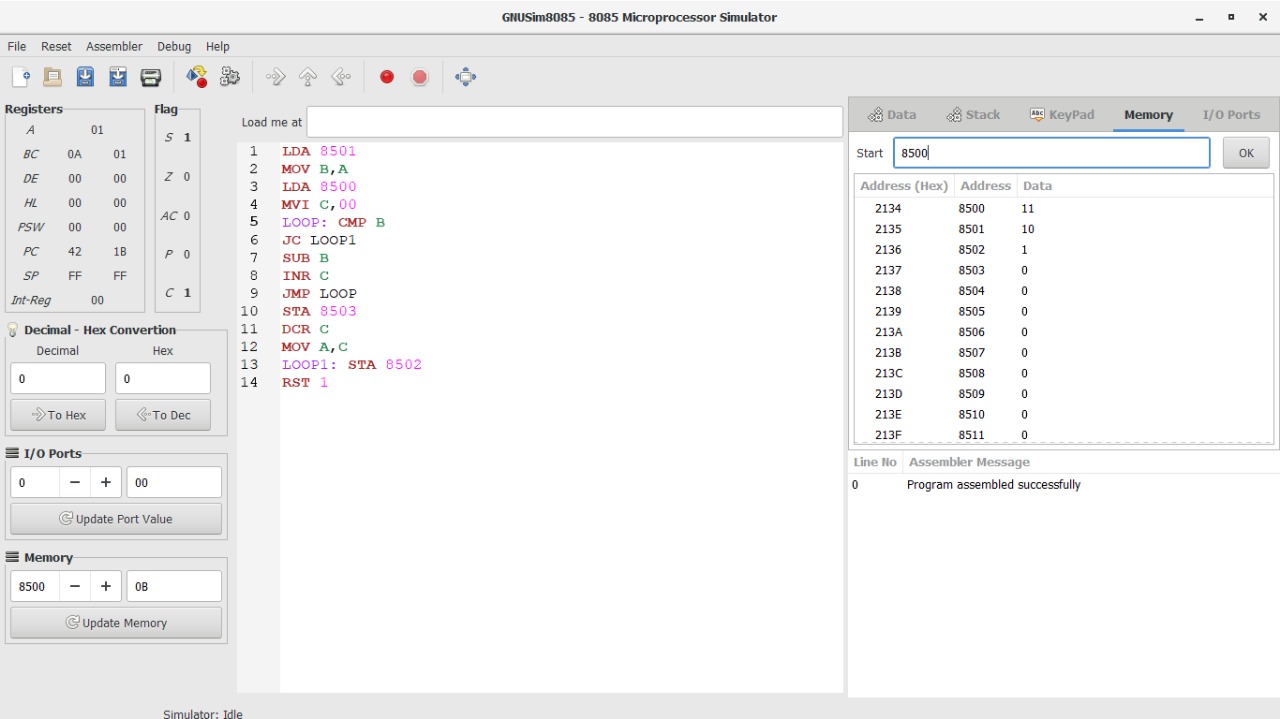 GNUSim8085 - 8085 Microprocessor Simulator
File Reset Assembler Debug Help
Registers
A 01
BC 0A 01
DE 00 00
HL 00 00
PSW 00 00
PC 42 1B
SP FF FF
Int-Reg 00
Flag
S 1
Z 0
AC 0
P 0
C 1
Decimal - Hex Convertion
Decimal Hex
0 0
To Hex To Dec
I/O Ports
0 − + 00
Update Port Value
Memory
8500 − + 0B
Update Memory
Load me at
1 LDA 8501
2 MOV B,A
3 LDA 8500
4 MVI C,00
5 LOOP: CMP B
6 JC LOOP1
7 SUB B
8 INR C
9 JMP LOOP
10 STA 8503
11 DCR C
12 MOV A,C
13 LOOP1: STA 8502
14 RST 1
Data Stack Abc KeyPad Memory I/O Ports
Start 8500 OK
Address (Hex) Address Data
2134 8500 11
2135 8501 10
2136 8502 1
2137 8503 0
2138 8504 0
2139 8505 0
213A 8506 0
213B 8507 0
213C 8508 0
213D 8509 0
213E 8510 0
213F 8511 0
Line No Assembler Message
0 Program assembled successfully
Simulator: Idle